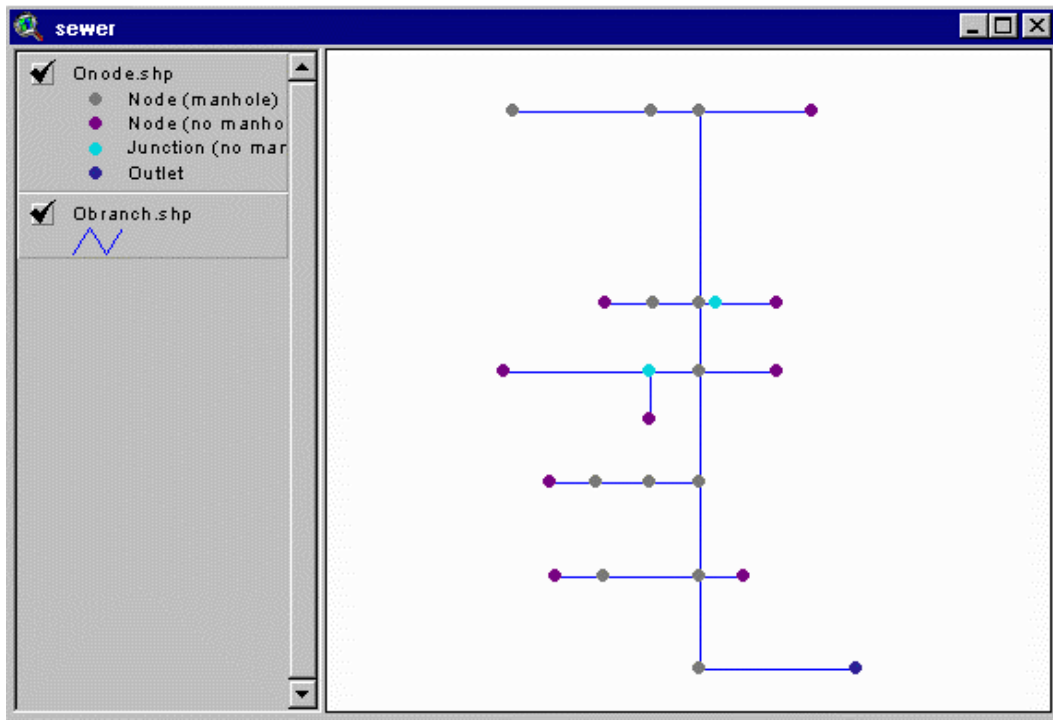 sewer
Onode.shp
Node (manhole)
Node (no manho
Junction (no mar
Outlet
Obranch.shp